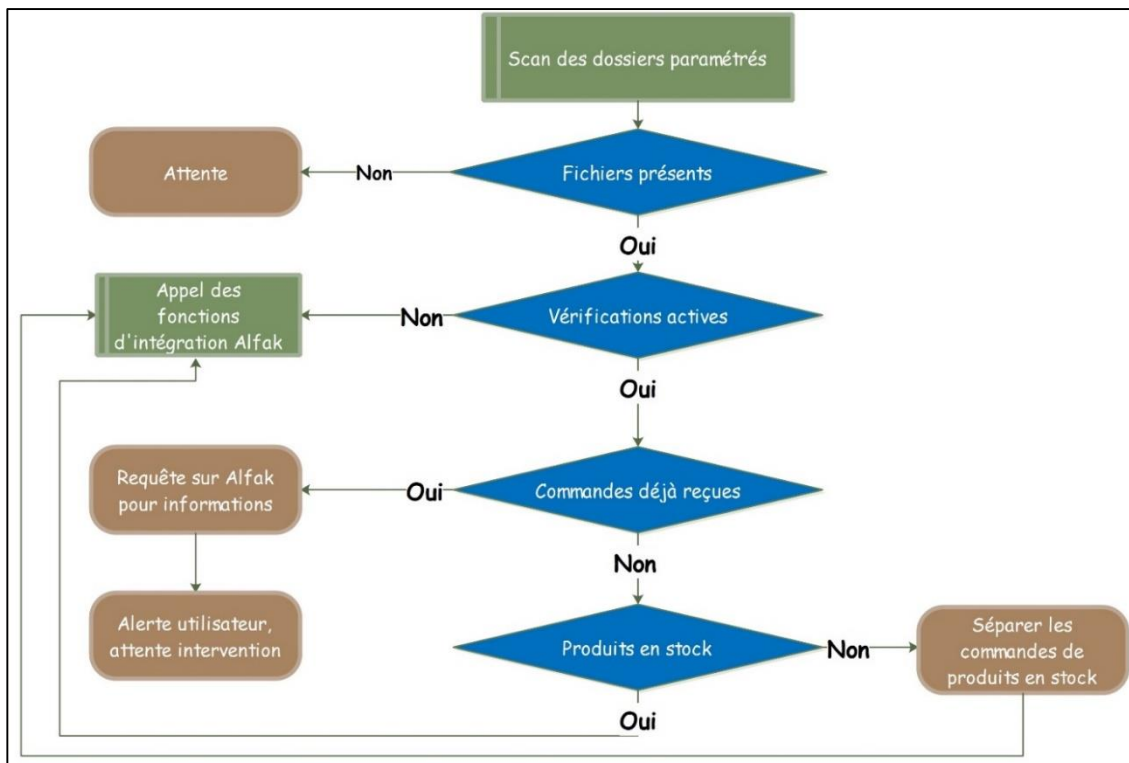 Scan des dossiers paramétrés
Fichiers présents
Non
Attente
Oui
Vérifications actives
Non
Appel des
fonctions
d'intégration Alfak
Oui
Commandes déjà reçues
Oui
Requête sur Alfak
pour informations
Alerte utilisateur,
attente intervention
Non
Produits en stock
Non
Séparer les
commandes de
produits en stock
Oui